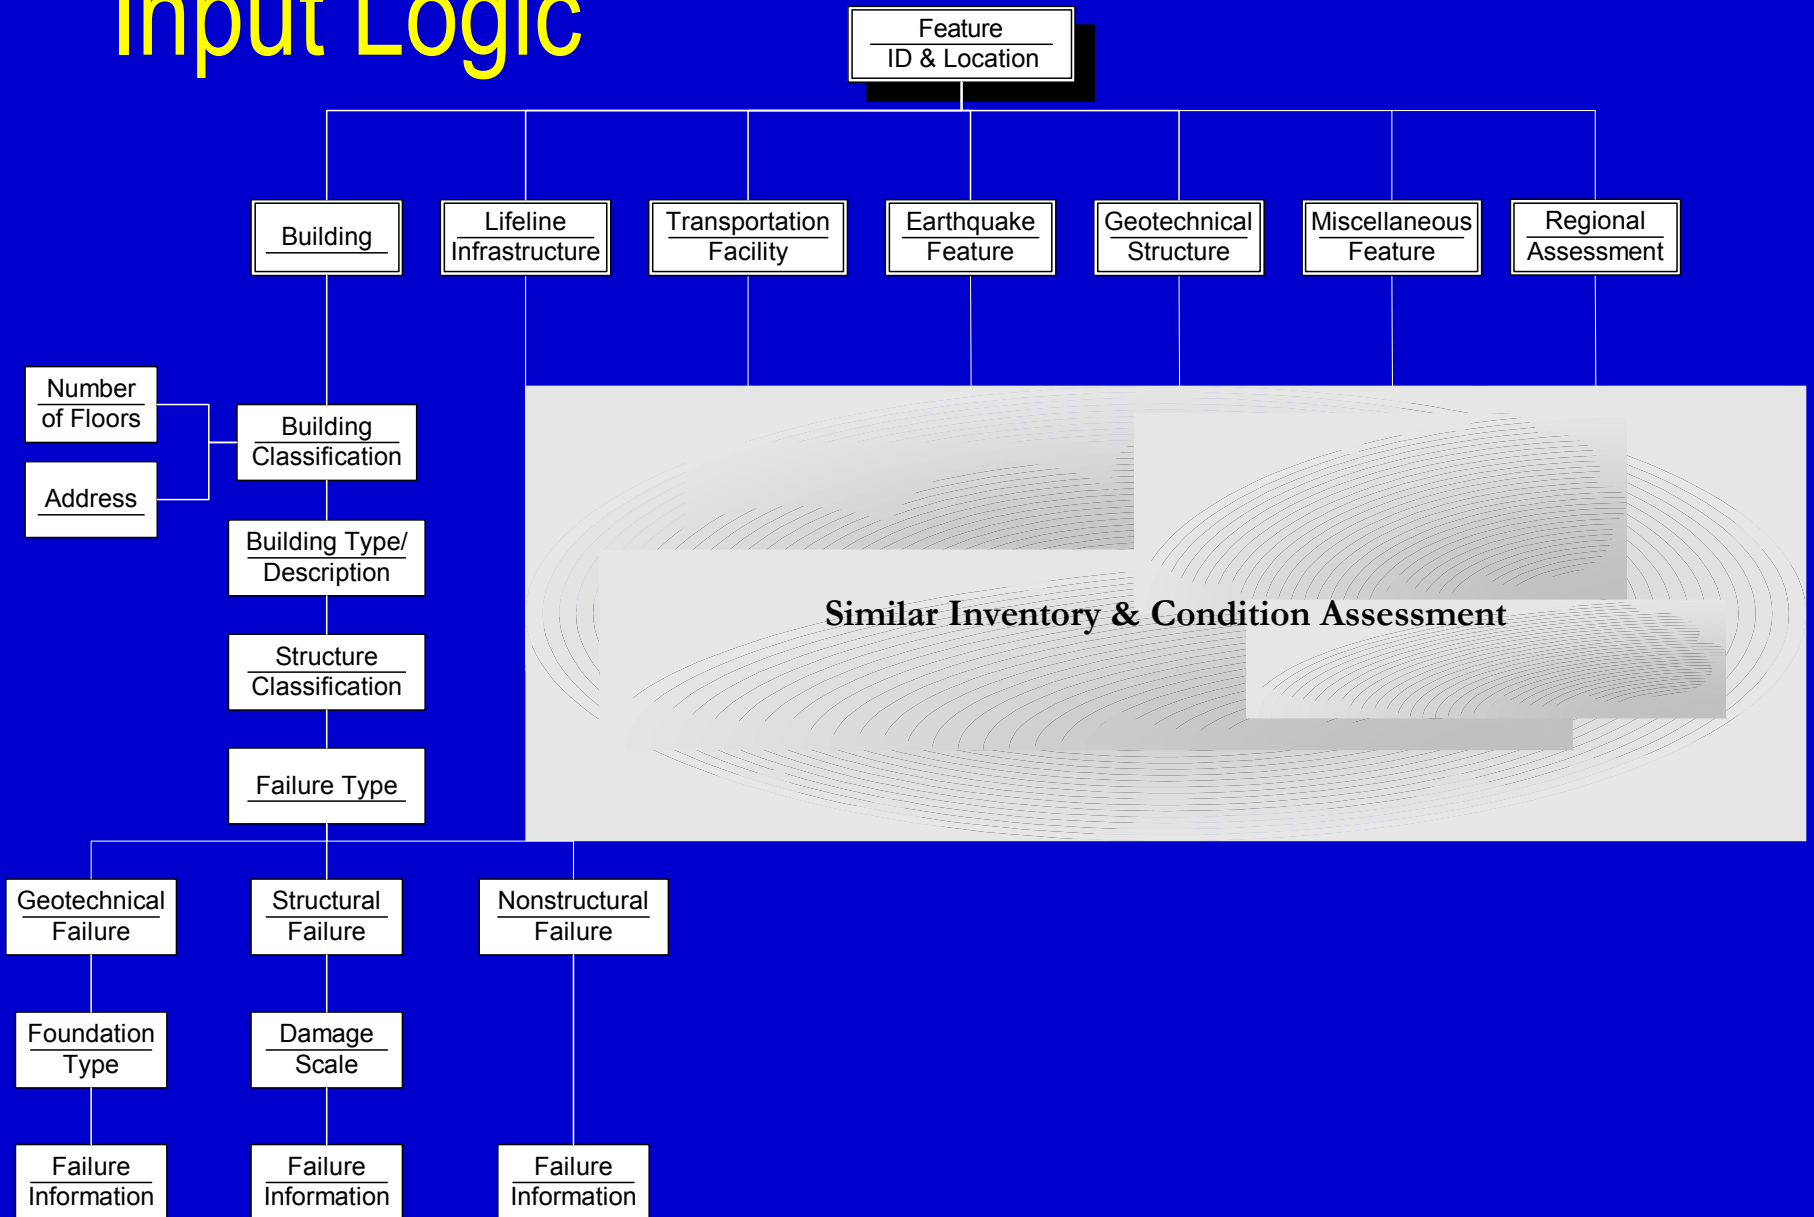 Input Logic
Feature
ID & Location
Building
Lifeline
Infrastructure
Transportation
Facility
Earthquake
Feature
Geotechnical
Structure
Miscellaneous
Feature
Regional
Assessment
Number
of Floors
Address
Building
Classification
Building Type/
Description
Structure
Classification
Failure Type
Similar Inventory & Condition Assessment
Geotechnical
Failure
Structural
Failure
Nonstructural
Failure
Foundation
Type
Damage
Scale
Failure
Information
Failure
Information
Failure
Information